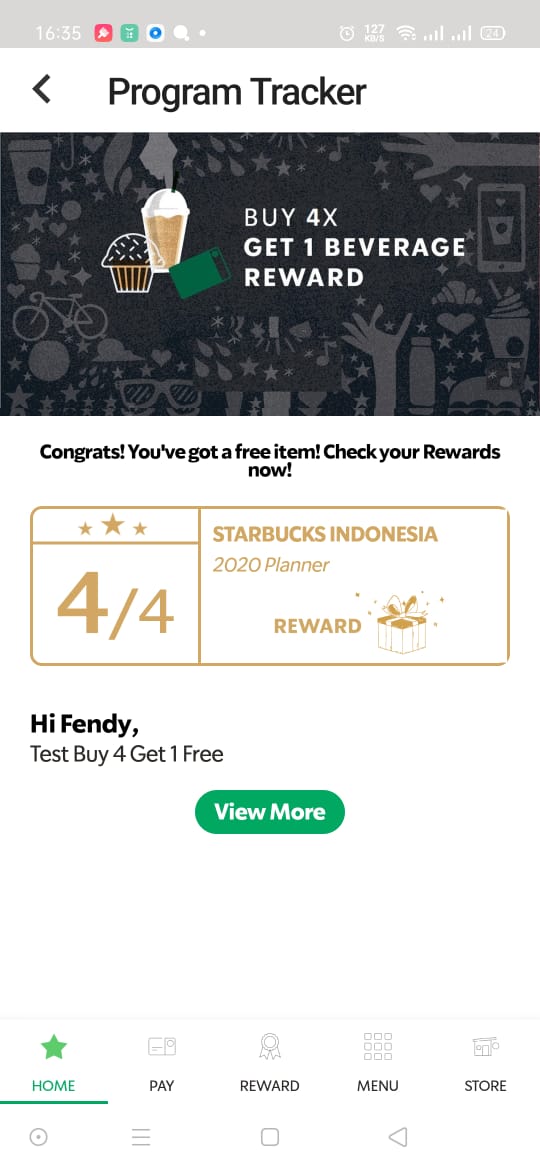 16:35
127
KB/S
24
Program Tracker
BUY 4X
GET 1 BEVERAGE
REWARD
Congrats! You've got a free item! Check your Rewards
now!
STARBUCKS INDONESIA
2020 Planner
4/4
REWARD
Hi Fendy,
Test Buy 4 Get 1 Free
View More
HOME
PAY
REWARD
MENU
STORE